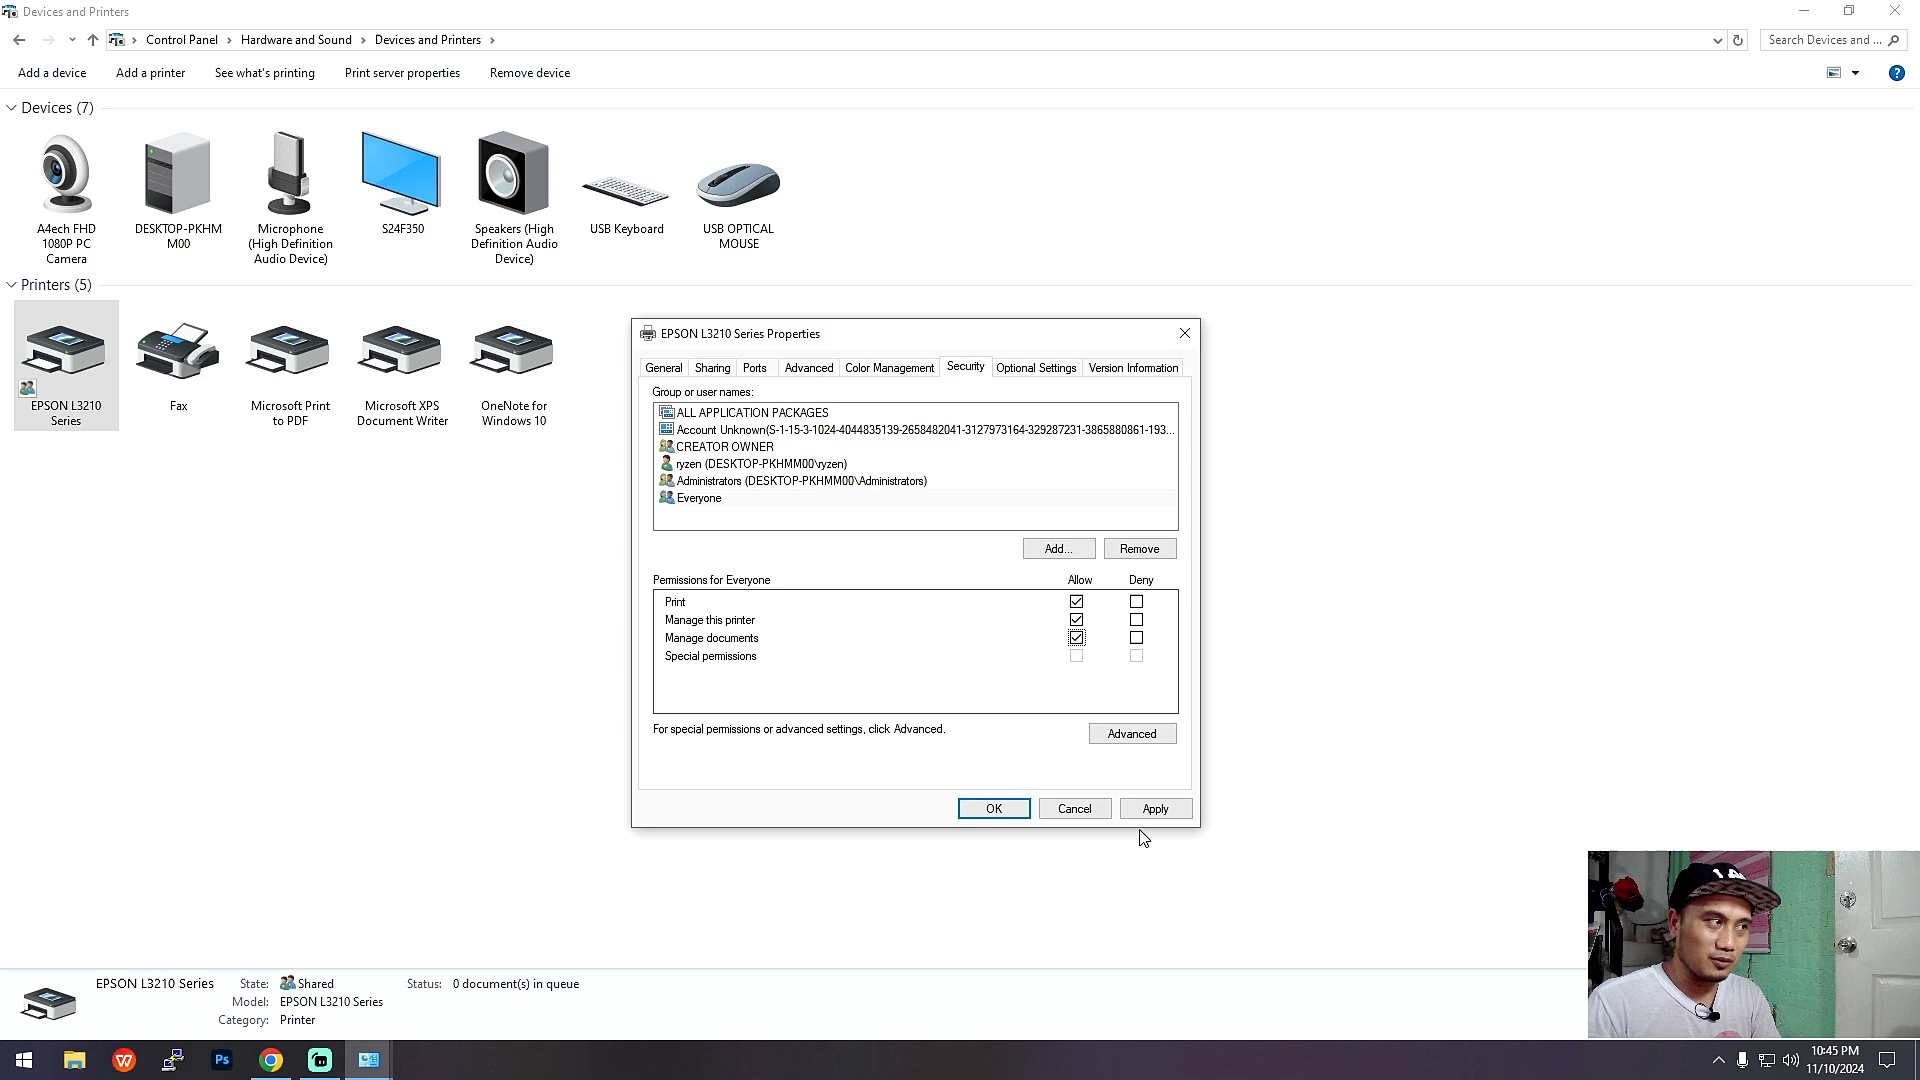 Devices and Printers
Control Panel
Hardware and Sound
Devices and Printers
Search Devices and ...
Add a device
Add a printer
See what's printing
Print server properties
Remove device
?
Devices (7)
A4ech FHD
1080P PC
Camera
DESKTOP-PKHM
M00
Microphone
(High Definition
Audio Device)
S24F350
Speakers (High
Definition Audio
Device)
USB Keyboard
USB OPTICAL
MOUSE
Printers (5)
EPSON L3210
Series
Fax
Microsoft Print
to PDF
Microsoft XPS
Document Writer
OneNote for
Windows 10
EPSON L3210 Series Properties
General
Sharing
Ports
Advanced
Color Management
Security
Optional Settings
Version Information
Group or user names:
ALL APPLICATION PACKAGES
Account Unknown(S-1-15-3-1024-4044835139-2658482041-3127973164-329287231-3865880861-193...
CREATOR OWNER
ryzen (DESKTOP-PKHMM00\ryzen)
Administrators (DESKTOP-PKHMM00\Administrators)
Everyone
Add...
Remove
Permissions for Everyone
Allow
Deny
Print
Manage this printer
Manage documents
Special permissions
For special permissions or advanced settings, click Advanced.
Advanced
OK
Cancel
Apply
EPSON L3210 Series
State: Shared
Status: 0 document(s) in queue
Model: EPSON L3210 Series
Category: Printer
W
Ps
10:45 PM
11/10/2024